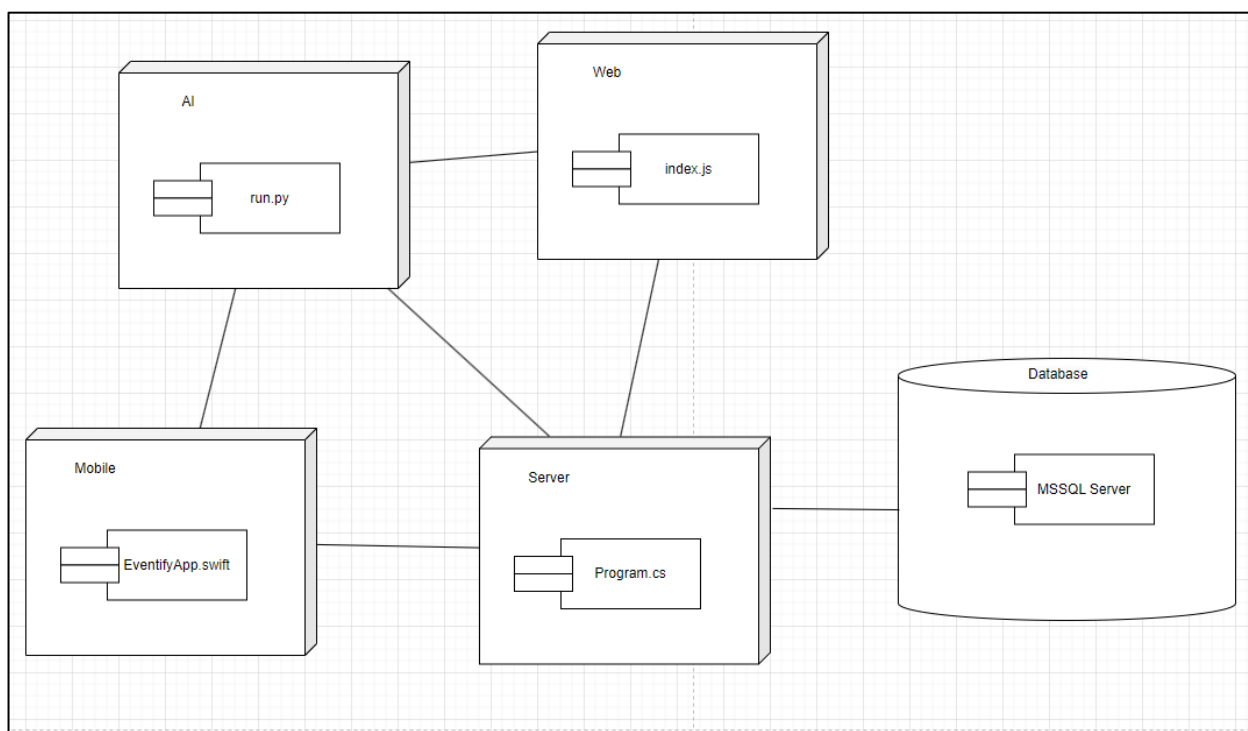 AI
run.py
Web
index.js
Mobile
EventifyApp.swift
Server
Program.cs
Database
MSSQL Server